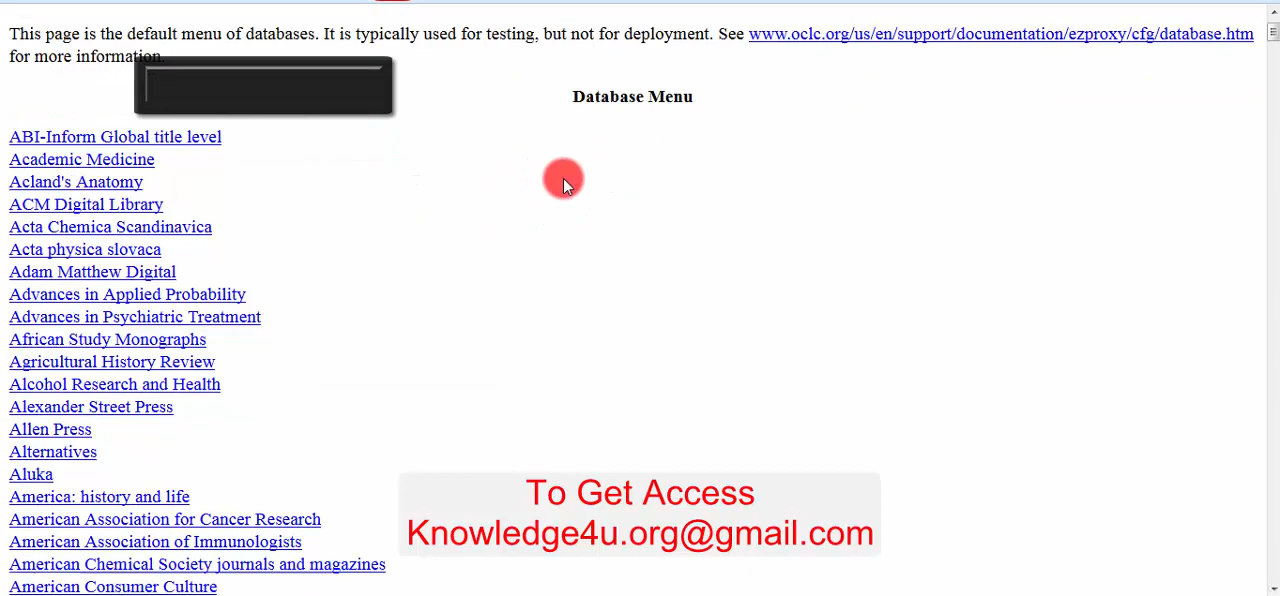 This page is the default menu of databases. It is typically used for testing, but not for deployment. See www.oclc.org/us/en/support/documentation/ezproxy/cfg/database.htm
for more information.
Database Menu
ABI-Inform Global title level
Academic Medicine
Acland's Anatomy
ACM Digital Library
Acta Chemica Scandinavica
Acta physica slovaca
Adam Matthew Digital
Advances in Applied Probability
Advances in Psychiatric Treatment
African Study Monographs
Agricultural History Review
Alcohol Research and Health
Alexander Street Press
Allen Press
Alternatives
Aluka
America: history and life
American Association for Cancer Research
American Association of Immunologists
American Chemical Society journals and magazines
American Consumer Culture
To Get Access
Knowledge4u.org@gmail.com